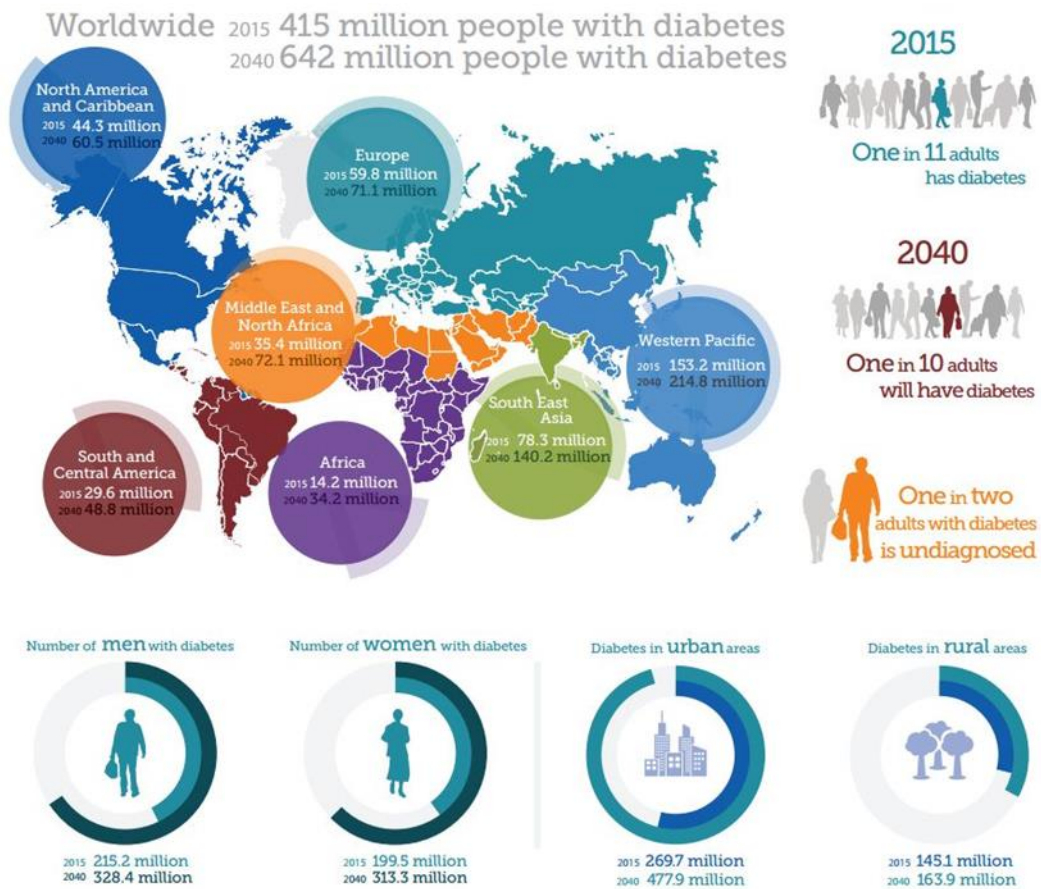 Worldwide 2015 415 million people with diabetes
2040 642 million people with diabetes
North America
and Caribbean
2015 44.3 million
2040 60.5 million
Europe
2015 59.8 million
2040 71.1 million
Middle East and
North Africa
2015 35.4 million
2040 72.1 million
Western Pacific
2015 153.2 million
2040 214.8 million
South East
Asia
2015 78.3 million
2040 140.2 million
South and
Central America
2015 29.6 million
2040 48.8 million
Africa
2015 14.2 million
2040 34.2 million
2015
One in 11 adults
has diabetes
2040
One in 10 adults
will have diabetes
One in two
adults with diabetes
is undiagnosed
Number of men with diabetes
2015 215.2 million
2040 328.4 million
Number of women with diabetes
2015 199.5 million
2040 313.3 million
Diabetes in urban areas
2015 269.7 million
2040 477.9 million
Diabetes in rural areas
2015 145.1 million
2040 163.9 million